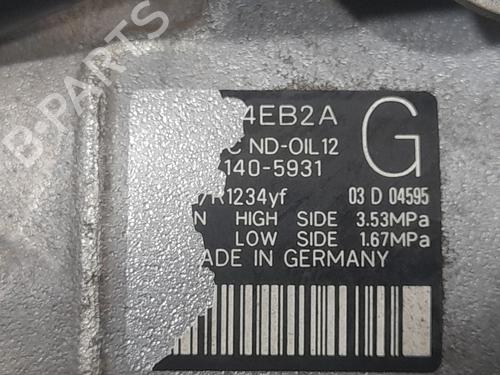 B-PARTS
4EB2A
C ND-OIL12
140-5931
G
/R1234yf 03 D 04595
N HIGH SIDE 3.53MPa
LOW SIDE 1.67MPa
ADE IN GERMANY